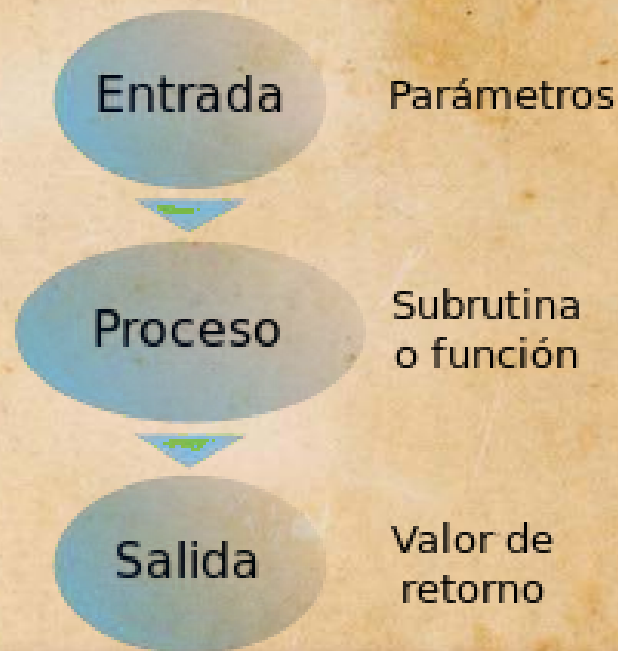 Entrada
Parámetros
Proceso
Subrutina
o función
Salida
Valor de
retorno